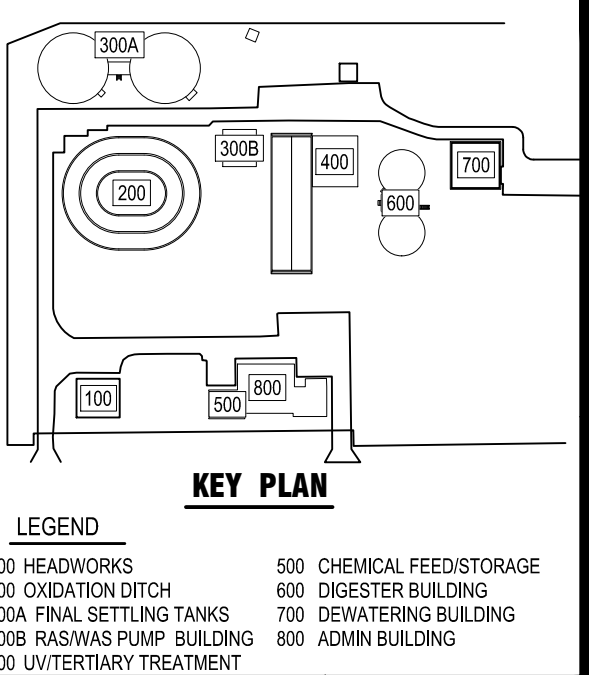 300A
300B
400
700
200
600
100
500
800
KEY PLAN
LEGEND
00 HEADWORKS
00 OXIDATION DITCH
00A FINAL SETTLING TANKS
00B RAS/WAS PUMP BUILDING
00 UV/TERTIARY TREATMENT
500 CHEMICAL FEED/STORAGE
600 DIGESTER BUILDING
700 DEWATERING BUILDING
800 ADMIN BUILDING